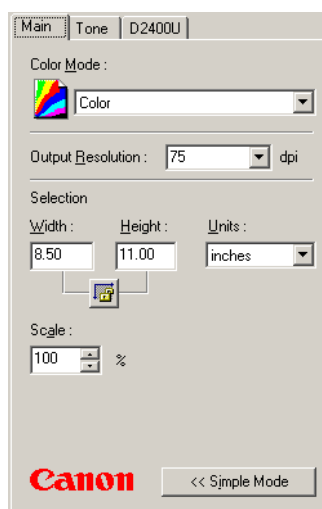 Main Tone D2400U
Color Mode :
Color
Output Resolution : 75 dpi
Selection
Width : Height : Units :
8.50 11.00 inches
Scale :
100 %
Canon << Simple Mode